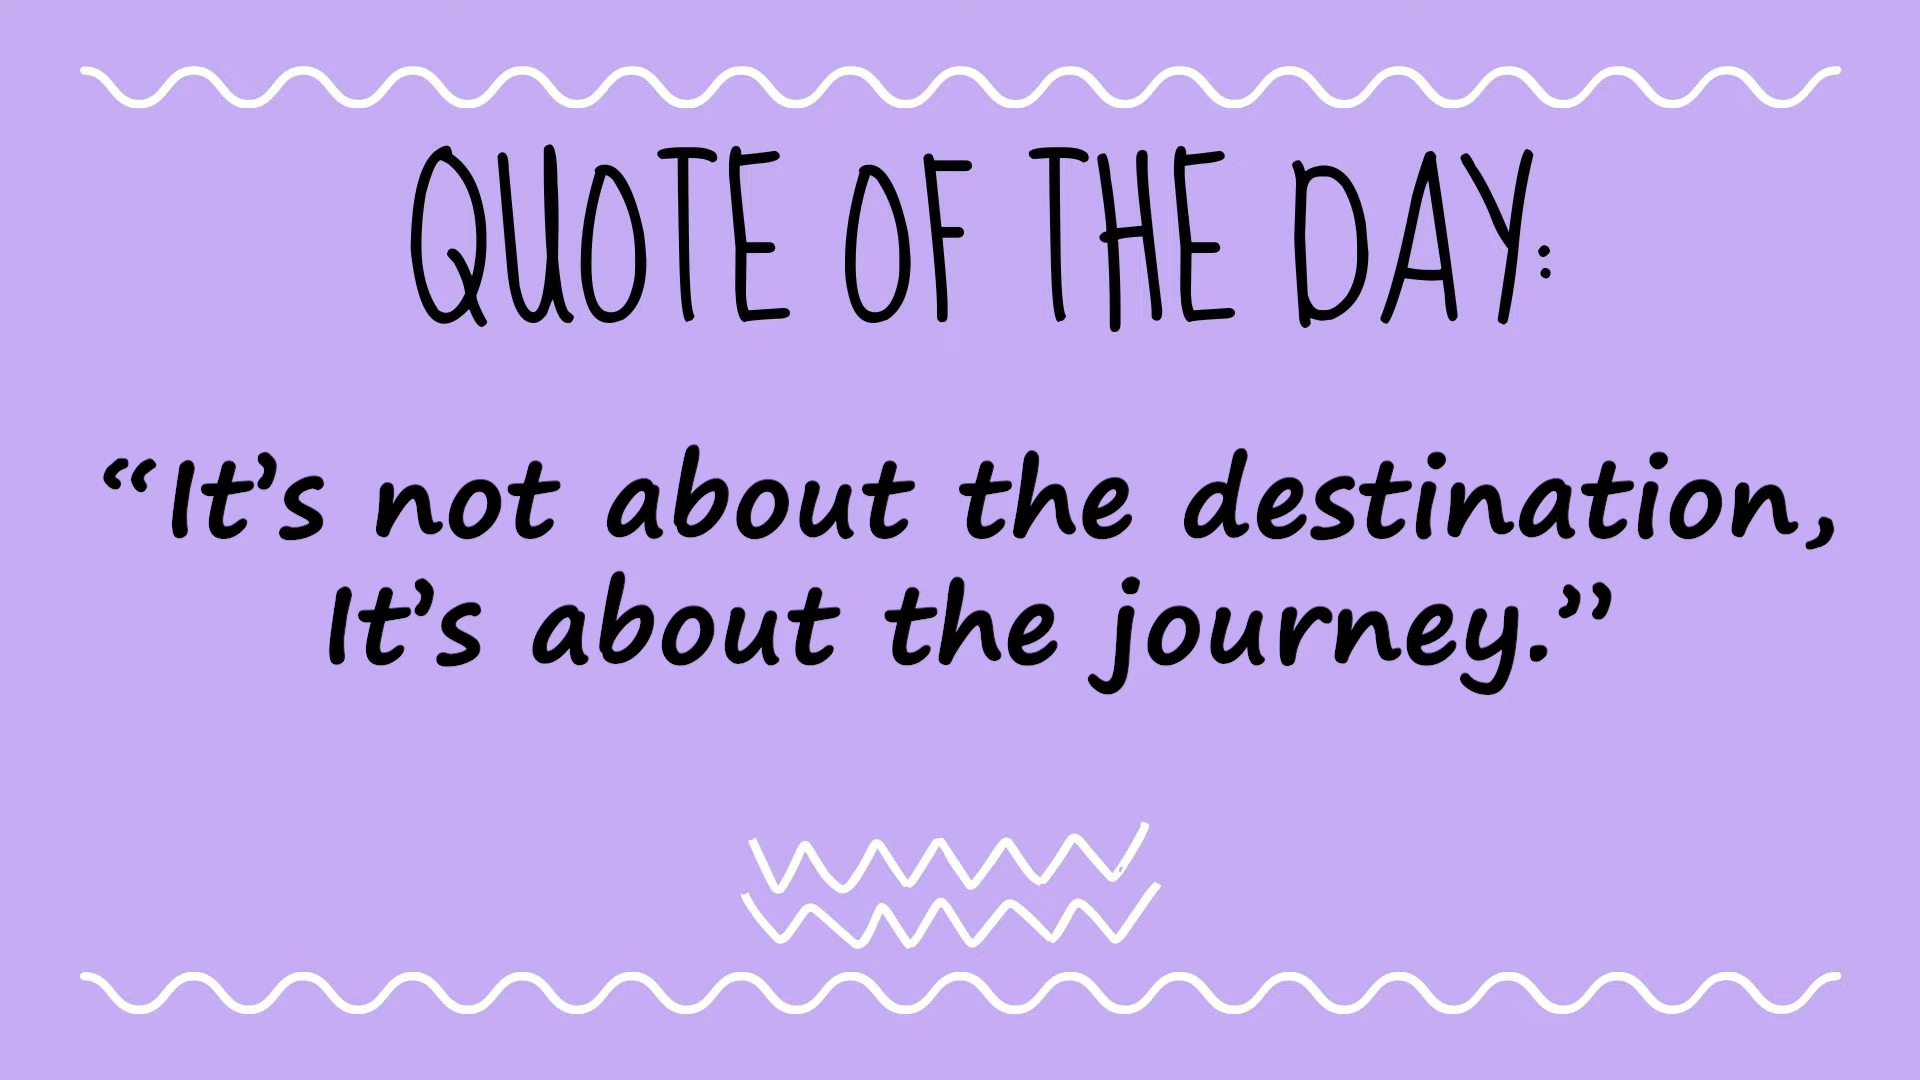 QUOTE OF THE DAY:
“It’s not about the destination,
It’s about the journey.”